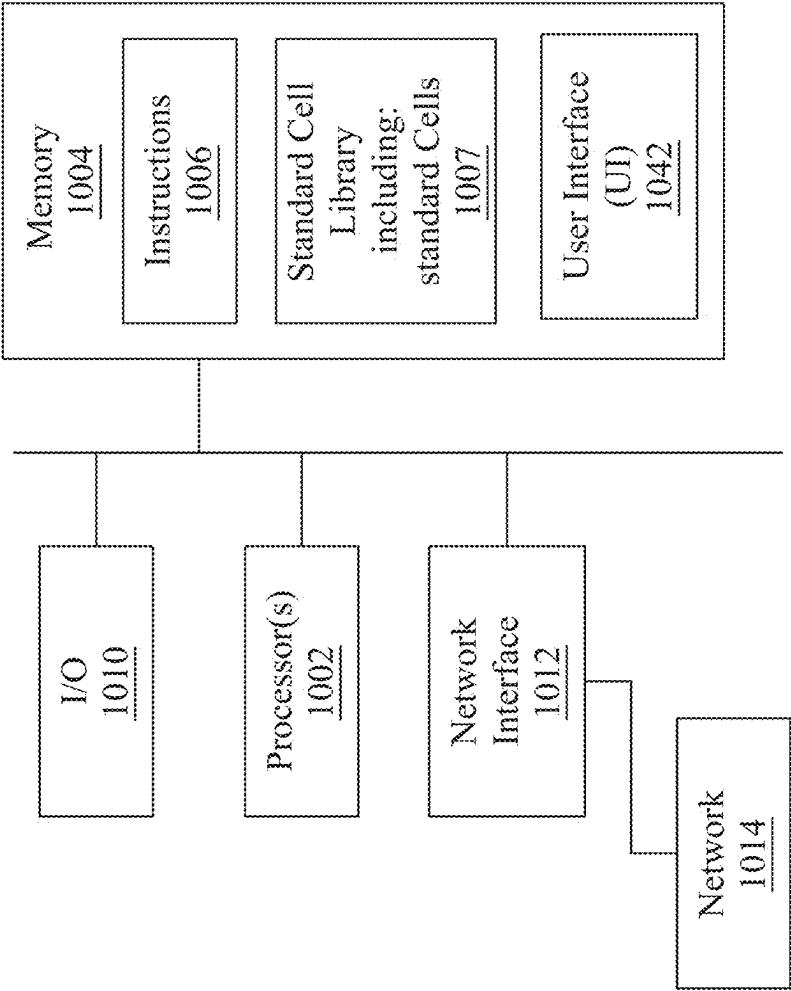 I/O
1010
Processor(s)
1002
Network
Interface
1012
Network
1014
Memory
1004
Instructions
1006
Standard Cell
Library
including:
standard Cells
1007
User Interface
(UI)
1042